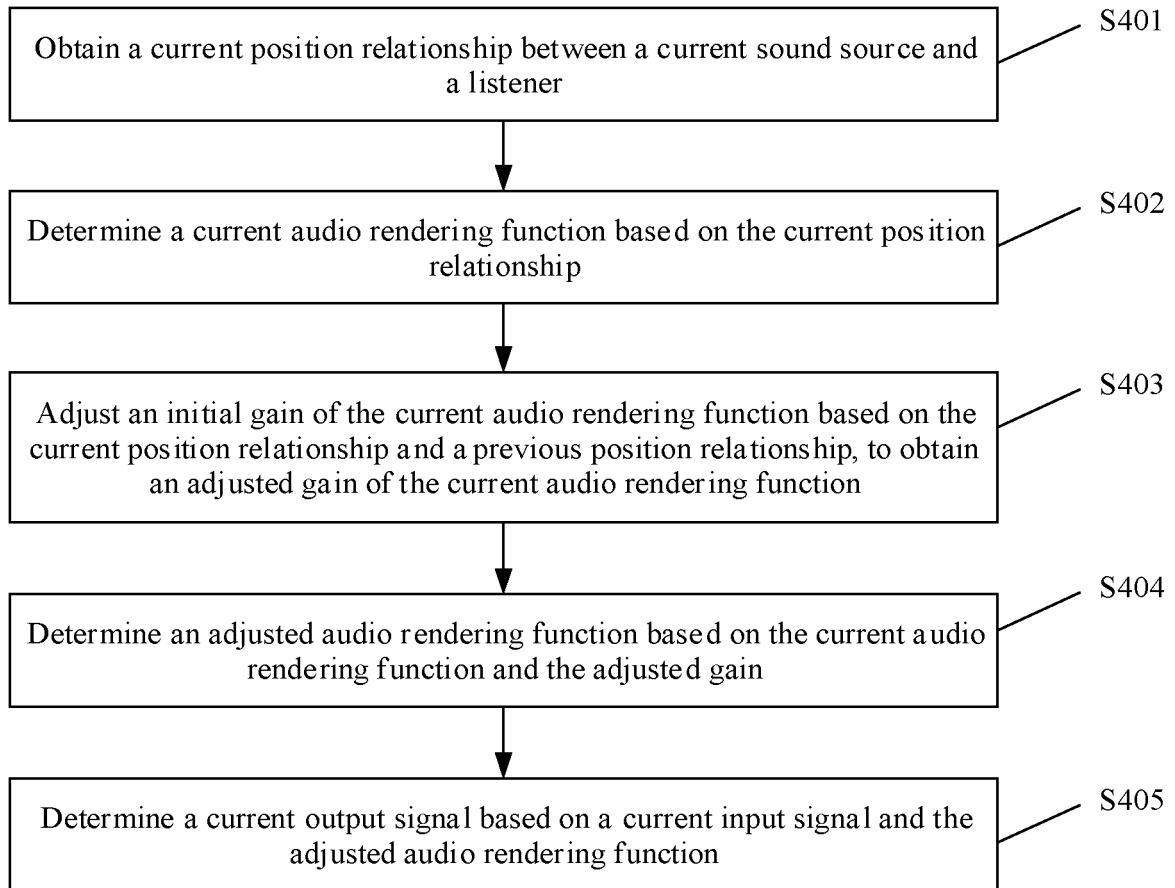 S401
Obtain a current position relationship between a current sound source and
a listener
S402
Determine a current audio rendering function based on the current position
relationship
S403
Adjust an initial gain of the current audio rendering function based on the
current position relationship and a previous position relationship, to obtain
an adjusted gain of the current audio rendering function
S404
Determine an adjusted audio rendering function based on the current audio
rendering function and the adjusted gain
S405
Determine a current output signal based on a current input signal and the
adjusted audio rendering function